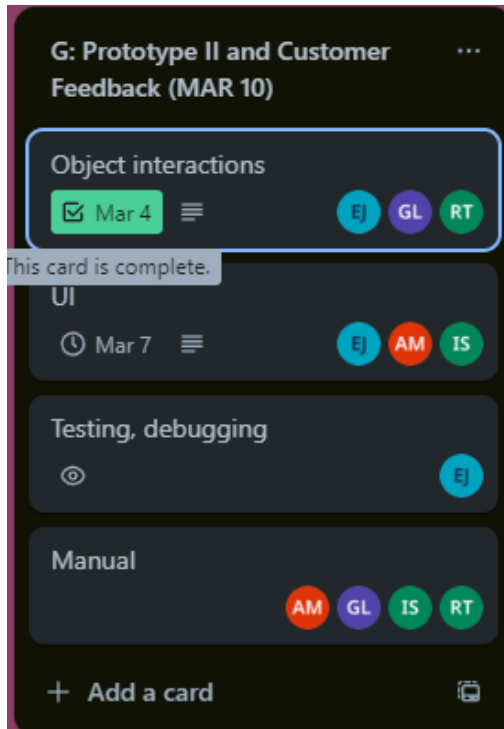 G: Prototype II and Customer
Feedback (MAR 10)
Object interactions
Mar 4 EJ GL RT
This card is complete.
UI
Mar 7 EJ AM IS
Testing, debugging
EJ
Manual
AM GL IS RT
+ Add a card